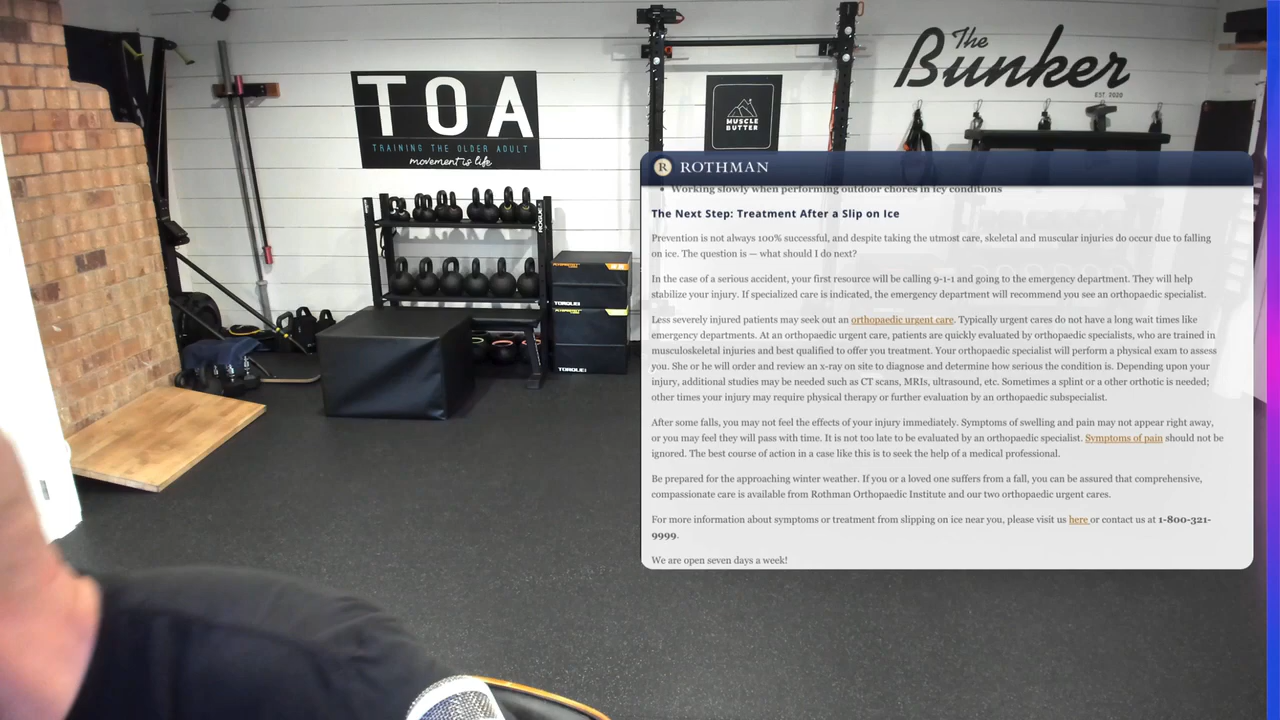 TOA
TRAINING THE OLDER ADULT
movement is life
MUSCLE
BUTTER
The
Bunker
EST. 2020
ROGUE
TORQUE
TORQUE
R ROTHMAN
• Working slowly when performing outdoor chores in icy conditions
The Next Step: Treatment After a Slip on Ice
Prevention is not always 100% successful, and despite taking the utmost care, skeletal and muscular injuries do occur due to falling
on ice. The question is — what should I do next?
In the case of a serious accident, your first resource will be calling 9-1-1 and going to the emergency department. They will help
stabilize your injury. If specialized care is indicated, the emergency department will recommend you see an orthopaedic specialist.
Less severely injured patients may seek out an orthopaedic urgent care. Typically urgent cares do not have a long wait times like
emergency departments. At an orthopaedic urgent care, patients are quickly evaluated by orthopaedic specialists, who are trained in
musculoskeletal injuries and best qualified to offer you treatment. Your orthopaedic specialist will perform a physical exam to assess
you. She or he will order and review an x-ray on site to diagnose and determine how serious the condition is. Depending upon your
injury, additional studies may be needed such as CT scans, MRIs, ultrasound, etc. Sometimes a splint or a other orthotic is needed;
other times your injury may require physical therapy or further evaluation by an orthopaedic subspecialist.
After some falls, you may not feel the effects of your injury immediately. Symptoms of swelling and pain may not appear right away,
or you may feel they will pass with time. It is not too late to be evaluated by an orthopaedic specialist. Symptoms of pain should not be
ignored. The best course of action in a case like this is to seek the help of a medical professional.
Be prepared for the approaching winter weather. If you or a loved one suffers from a fall, you can be assured that comprehensive,
compassionate care is available from Rothman Orthopaedic Institute and our two orthopaedic urgent cares.
For more information about symptoms or treatment from slipping on ice near you, please visit us here or contact us at 1-800-321-
9999.
We are open seven days a week!